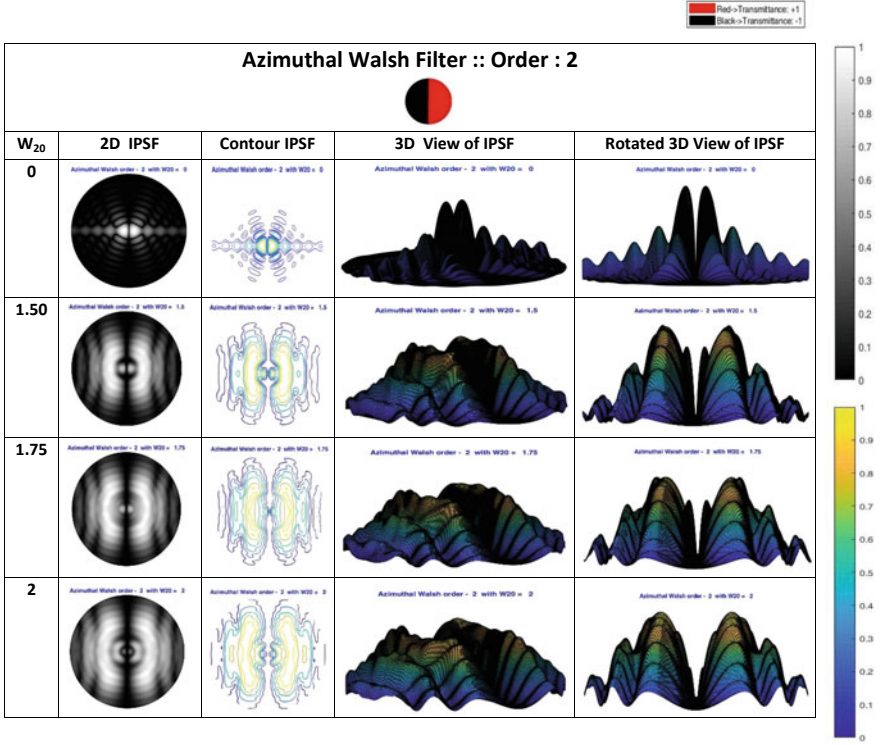 Red->Transmittance: +1
Black->Transmittance: -1
Azimuthal Walsh Filter :: Order : 2
W20 2D IPSF Contour IPSF 3D View of IPSF Rotated 3D View of IPSF
0
Azimuthal Walsh order - 2 with W20 = 0
Azimuthal Walsh order - 2 with W20 = 0
Azimuthal Walsh order - 2 with W20 = 0
Azimuthal Walsh order - 2 with W20 = 0
1.50
Azimuthal Walsh order - 2 with W20 = 1.5
Azimuthal Walsh order - 2 with W20 = 1.5
Azimuthal Walsh order - 2 with W20 = 1.5
Azimuthal Walsh order - 2 with W20 = 1.5
1.75
Azimuthal Walsh order - 2 with W20 = 1.75
Azimuthal Walsh order - 2 with W20 = 1.75
Azimuthal Walsh order - 2 with W20 = 1.75
Azimuthal Walsh order - 2 with W20 = 1.75
2
Azimuthal Walsh order - 2 with W20 = 2
Azimuthal Walsh order - 2 with W20 = 2
Azimuthal Walsh order - 2 with W20 = 2
Azimuthal Walsh order - 2 with W20 = 2
1
0.9
0.8
0.7
0.6
0.5
0.4
0.3
0.2
0.1
0
1
0.9
0.8
0.7
0.6
0.5
0.4
0.3
0.2
0.1
0